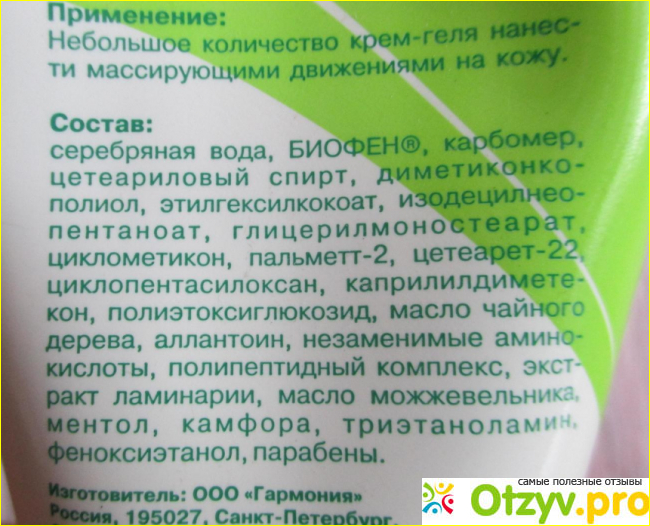 Применение:
Небольшое количество крем-геля нанес-
ти массирующими движениями на кожу.
Состав:
серебряная вода, БИОФЕН®, карбомер,
цетеариловый спирт, диметиконко-
полиол, этилгексилкокоат, изодецилнео-
пентаноат, глицерилмоностеарат,
циклометикон, пальметт-2, цетеарет-22,
циклопентасилоксан, каприлилдимете-
кон, полиэтоксиглюкозид, масло чайного
дерева, аллантоин, незаменимые амино-
кислоты, полипептидный комплекс, экст-
ракт ламинарии, масло можжевельника,
ментол, камфора, триэтаноламин,
феноксиэтанол, парабены.
Изготовитель: ООО «Гармония»
Россия, 195027, Санкт-Петербург,
самые полезные отзывы
Otzyv.pro